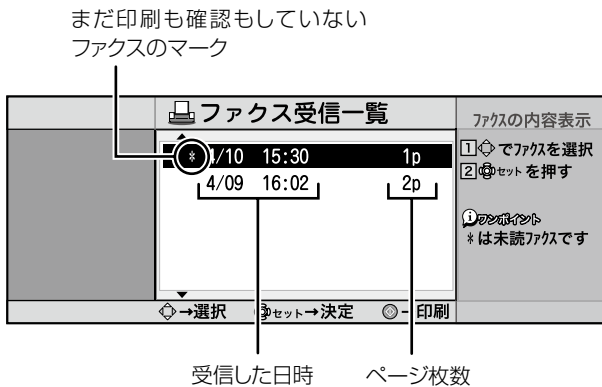 まだ印刷も確認もしていない
ファクスのマーク
ファクス受信一覧
* 4/10 15:30 1p
4/09 16:02 2p
→選択 セット→決定 →印刷
ファクスの内容表示
1 でファクスを選択
2 セット を押す
ワンポイント
*は未読ファクスです
受信した日時
ページ枚数